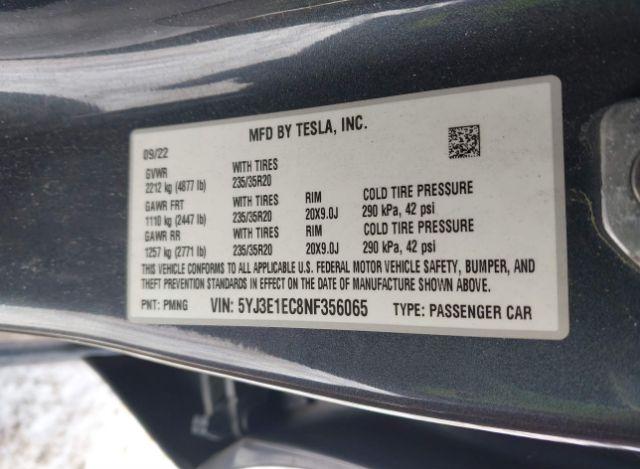 MFD BY TESLA, INC.
09/22
GVWR WITH TIRES
2212 kg (4877 lb) 235/35R20
GAWR FRT WITH TIRES RIM COLD TIRE PRESSURE
1110 kg (2447 lb) 235/35R20 20X9.0J 290 kPa, 42 psi
GAWR RR WITH TIRES RIM COLD TIRE PRESSURE
1257 kg (2771 lb) 235/35R20 20X9.0J 290 kPa, 42 psi
THIS VEHICLE CONFORMS TO ALL APPLICABLE U.S. FEDERAL MOTOR VEHICLE SAFETY, BUMPER, AND
THEFT PREVENTION STANDARDS IN EFFECT ON THE DATE OF MANUFACTURE SHOWN ABOVE.
PNT: PMNG VIN: 5YJ3E1EC8NF356065 TYPE: PASSENGER CAR